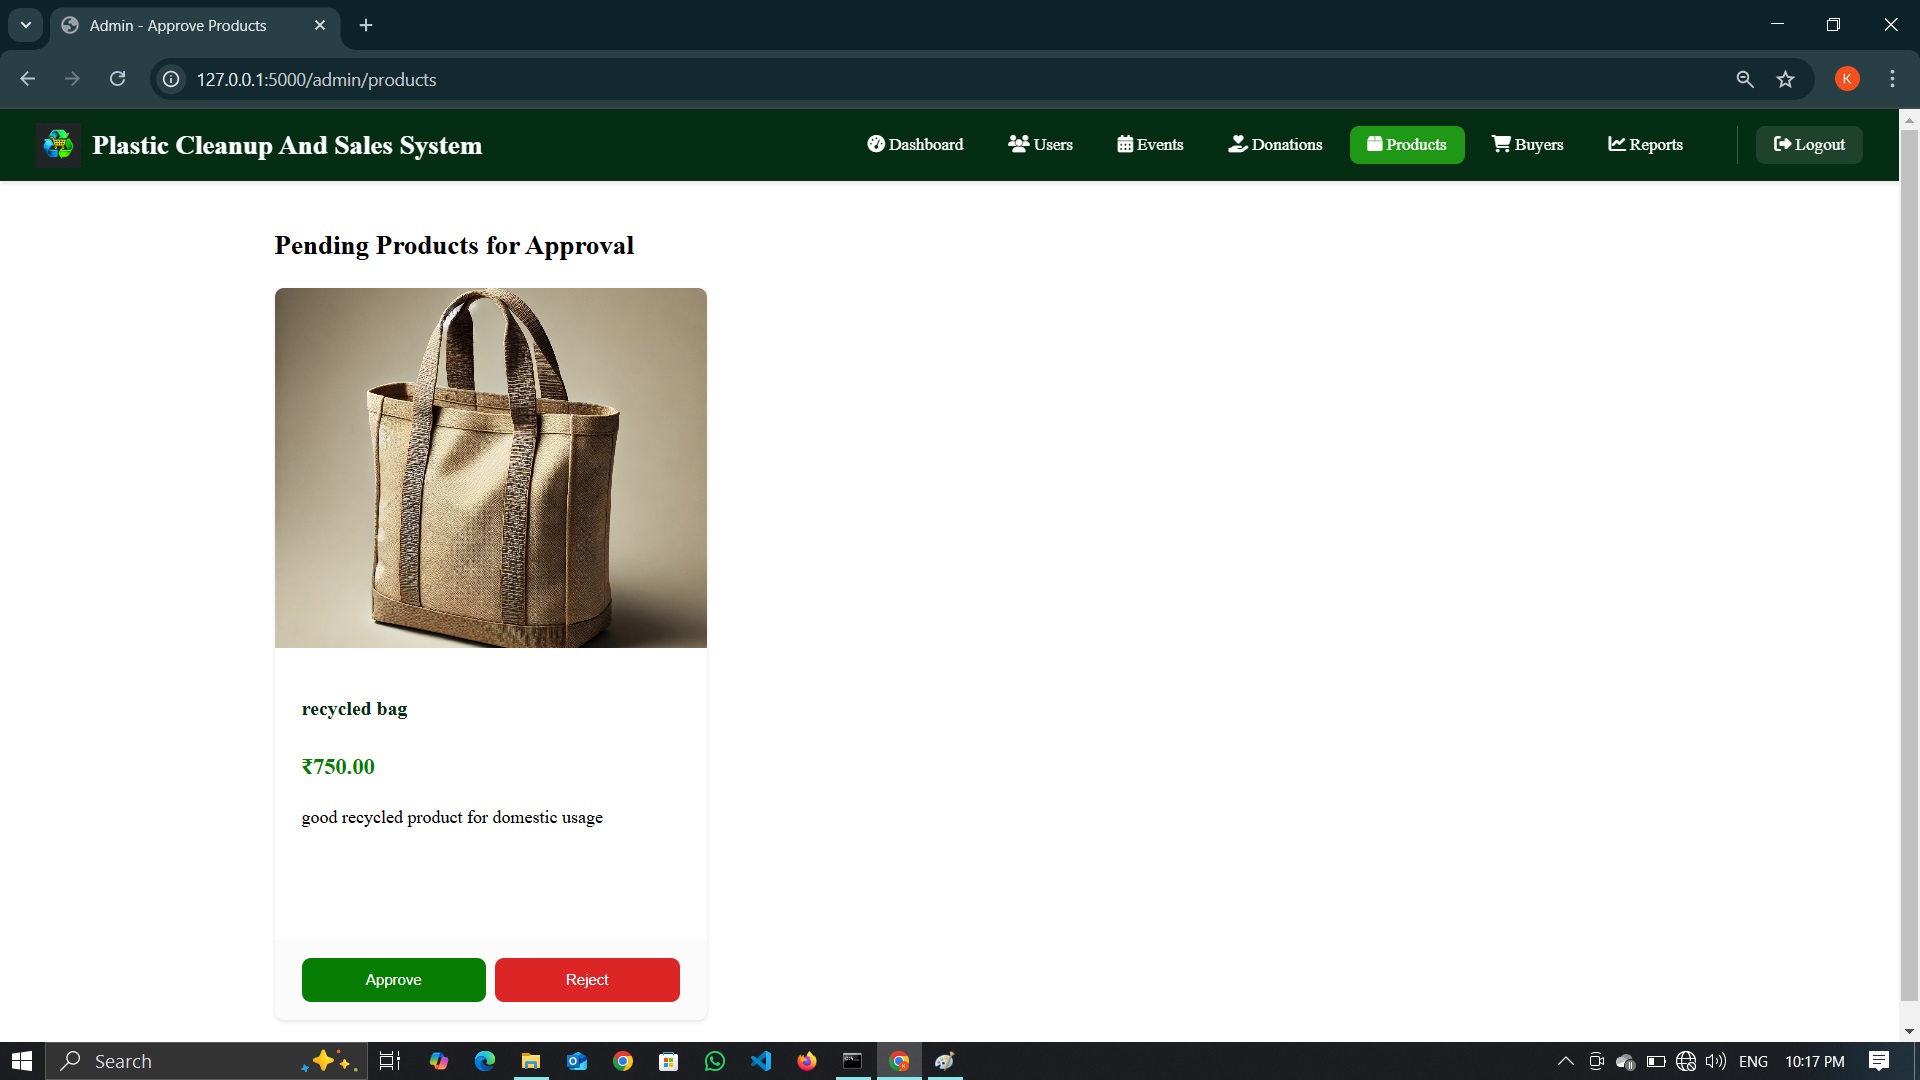 Admin - Approve Products
127.0.0.1:5000/admin/products
K
Plastic Cleanup And Sales System
Dashboard
Users
Events
Donations
Products
Buyers
Reports
Logout
Pending Products for Approval
recycled bag
₹750.00
good recycled product for domestic usage
Approve
Reject
Search
ENG
10:17 PM